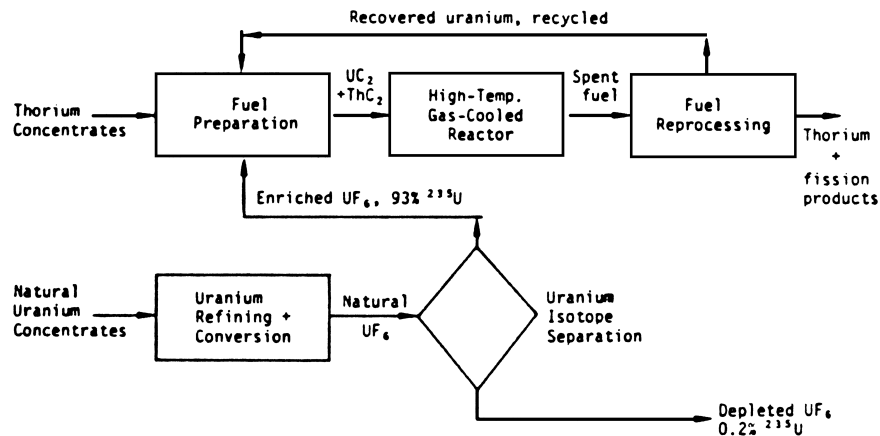 Recovered uranium, recycled
Thorium
Concentrates
Fuel
Preparation
UC₂
+ThC₂
High-Temp.
Gas-Cooled
Reactor
Spent
fuel
Fuel
Reprocessing
Thorium
+
fission
products
Enriched UF₆, 93% ²³⁵U
Natural
Uranium
Concentrates
Uranium
Refining +
Conversion
Natural
UF₆
Uranium
Isotope
Separation
Depleted UF₆
0.2% ²³⁵U